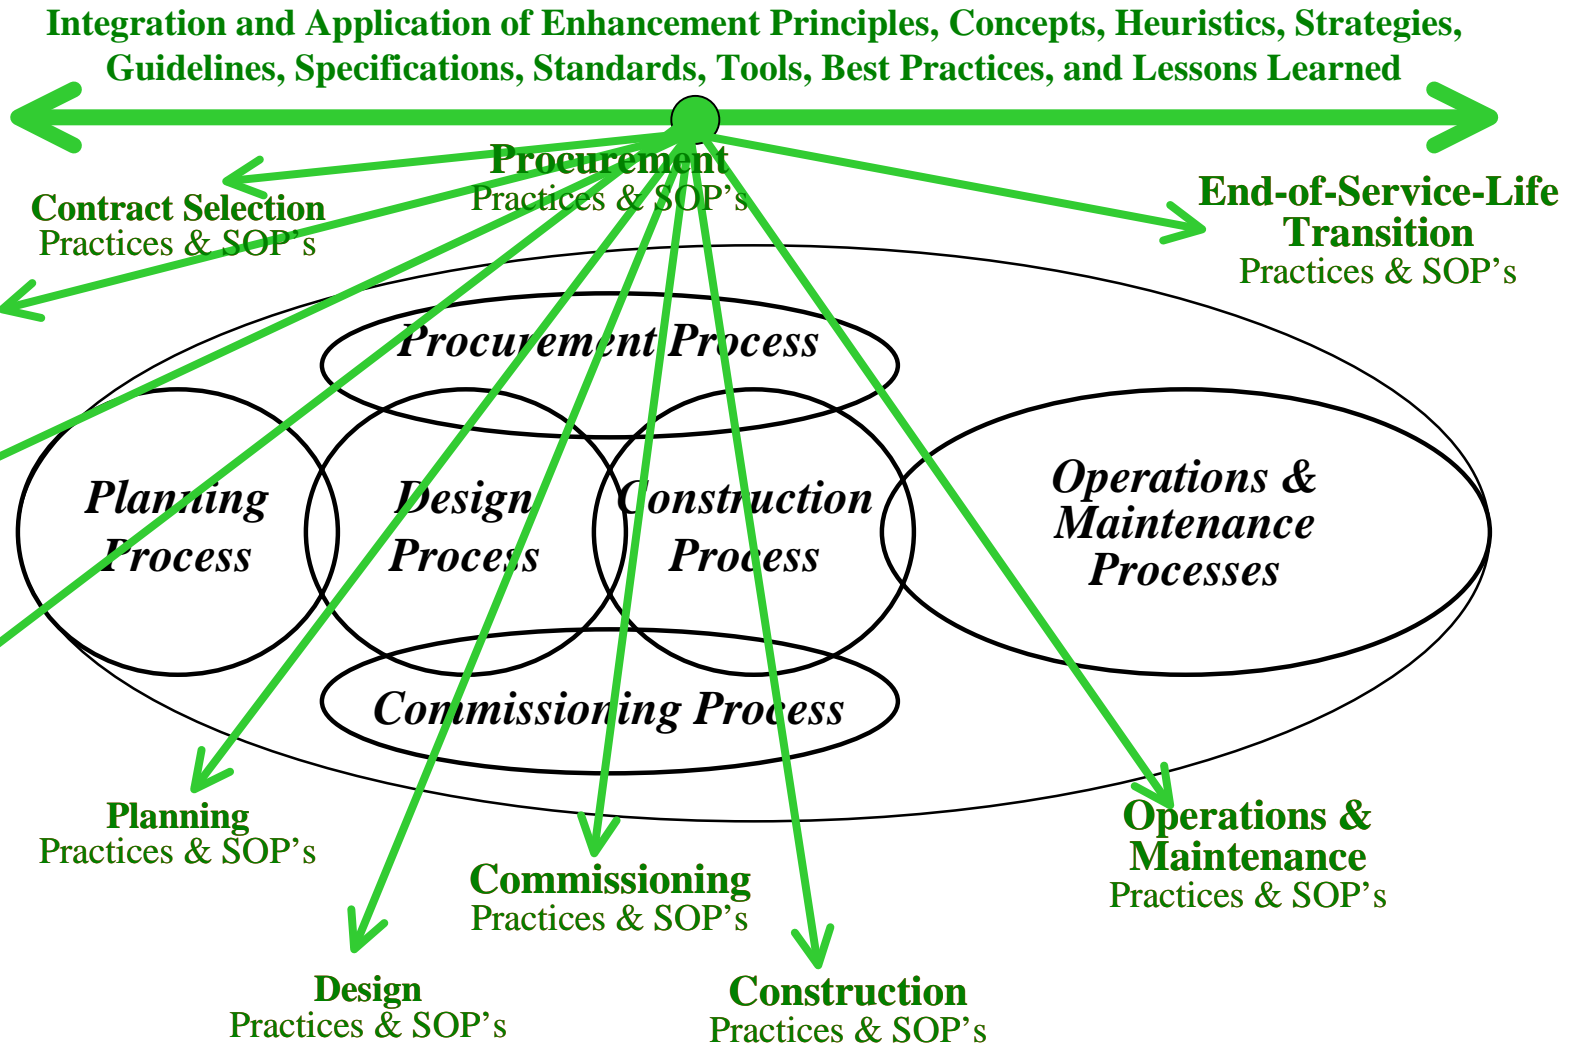 Integration and Application of Enhancement Principles, Concepts, Heuristics, Strategies,
Guidelines, Specifications, Standards, Tools, Best Practices, and Lessons Learned
Procurement
Practices & SOP’s
Contract Selection
Practices & SOP’s
End-of-Service-Life
Transition
Practices & SOP’s
Procurement Process
Planning
Process
Design
Process
Construction
Process
Operations &
Maintenance
Processes
Commissioning Process
Planning
Practices & SOP’s
Operations &
Maintenance
Practices & SOP’s
Commissioning
Practices & SOP’s
Design
Practices & SOP’s
Construction
Practices & SOP’s